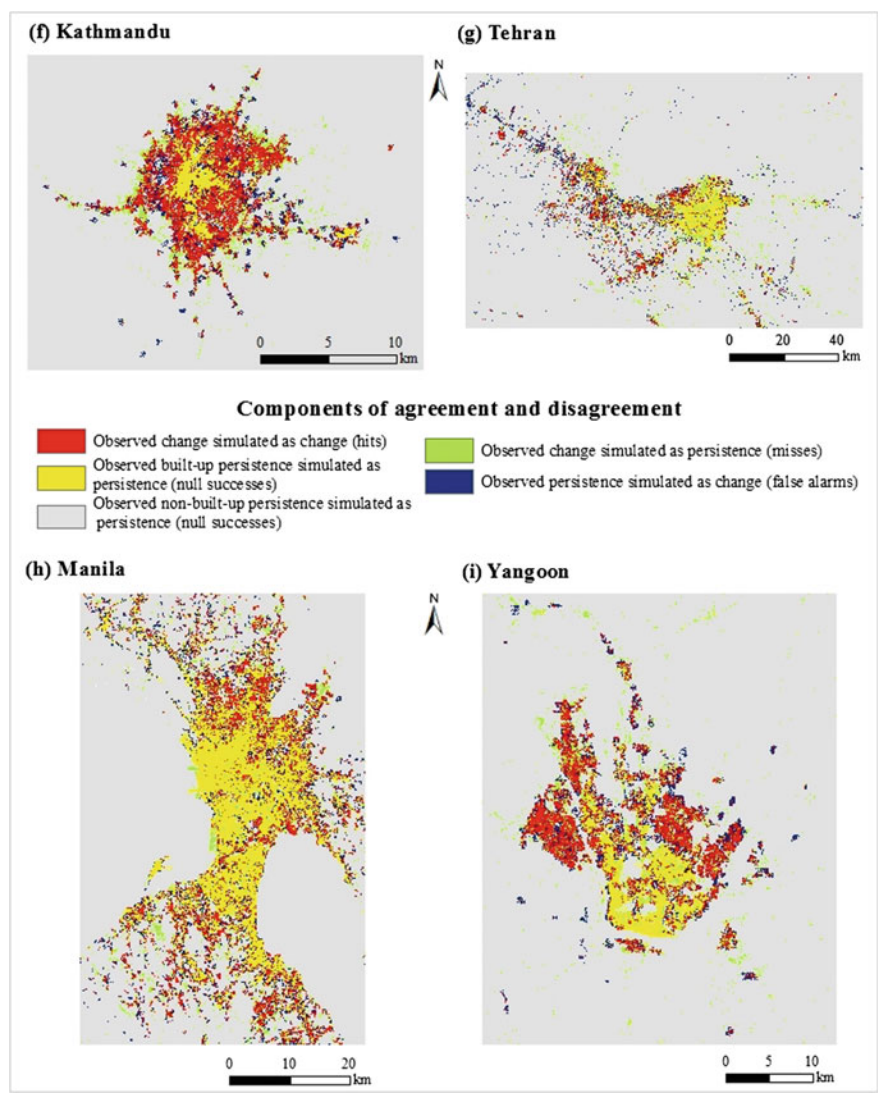 (f) Kathmandu
(g) Tehran
N
0 5 10
km
0 20 40
km
Components of agreement and disagreement
Observed change simulated as change (hits)
Observed built-up persistence simulated as
persistence (null successes)
Observed non-built-up persistence simulated as
persistence (null successes)
Observed change simulated as persistence (misses)
Observed persistence simulated as change (false alarms)
(h) Manila
(i) Yangoon
N
0 10 20
km
0 5 10
km